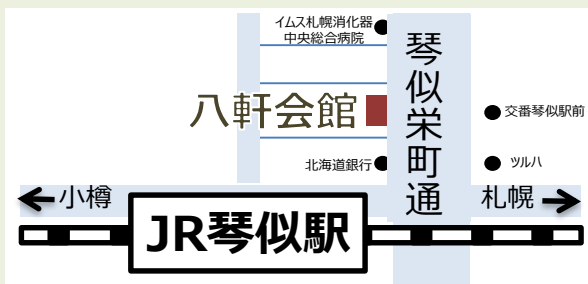 イムス札幌消化器
中央総合病院
琴似栄町通
八軒会館
交番琴似駅前
北海道銀行
ツルハ
小樽
札幌
JR琴似駅